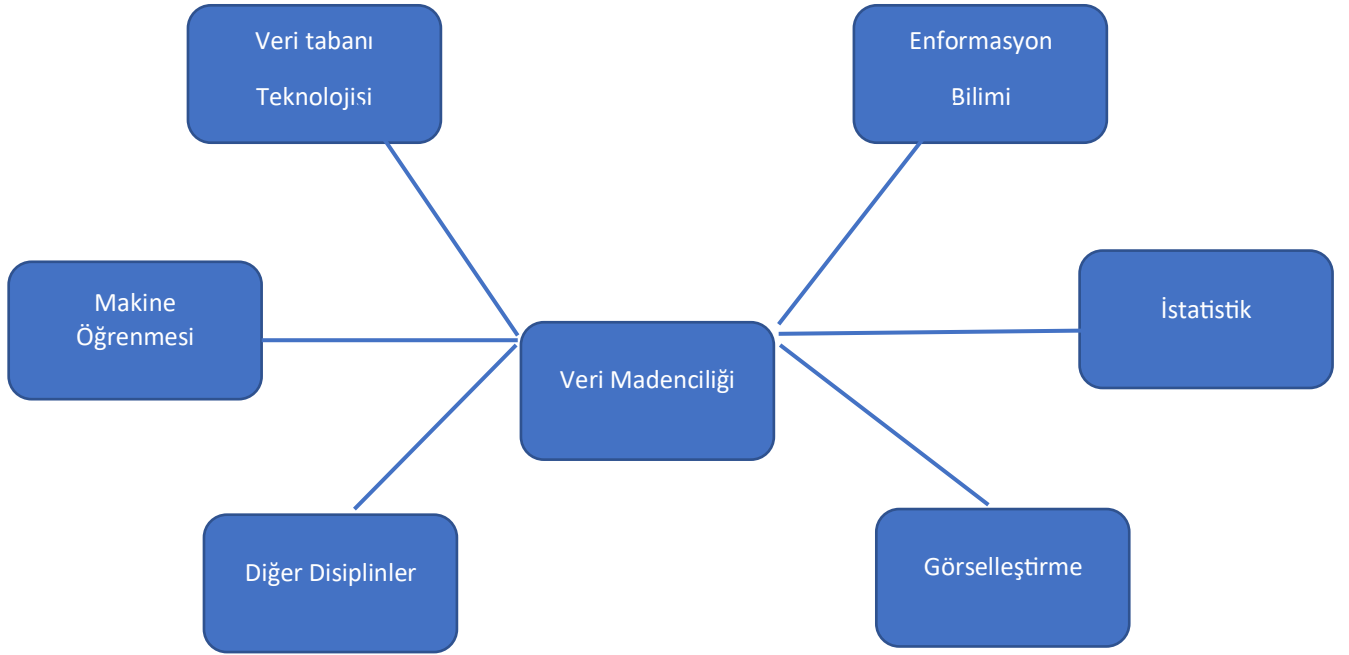 Veri tabanı
Teknolojisi
Enformasyon
Bilimi
Makine
Öğrenmesi
İstatistik
Veri Madenciliği
Diğer Disiplinler
Görselleştirme